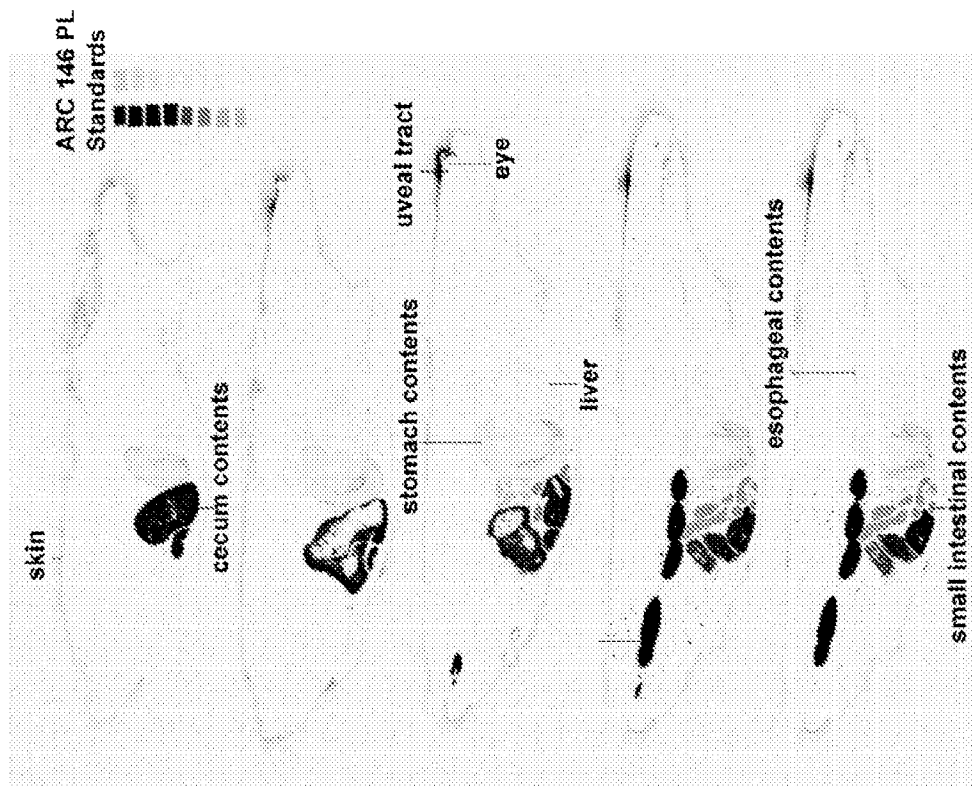 ARC 146 PL
Standards
skin
cecum contents
uveal tract
eye
stomach contents
liver
esophageal contents
small intestinal contents